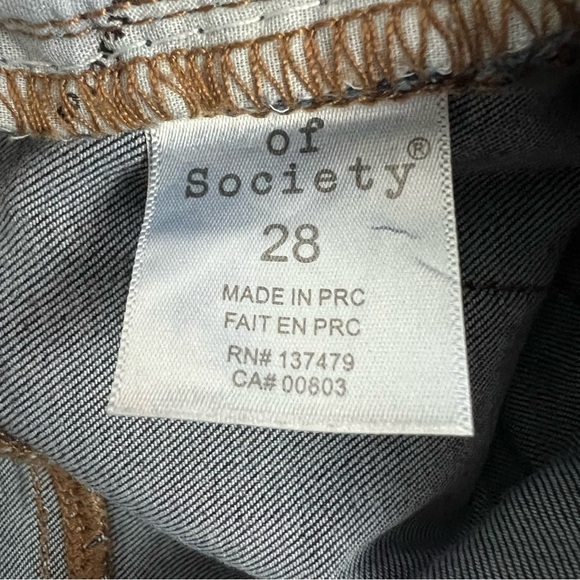 of
Society®
28
MADE IN PRC
FAIT EN PRC
RN# 137479
CA# 00803